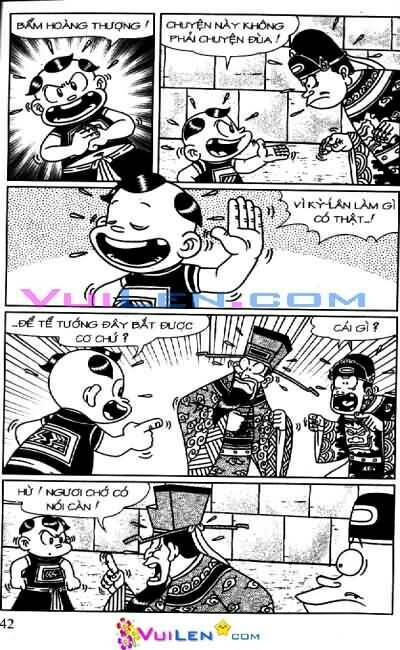 BẨM HOÀNG THƯỢNG!
CHUYỆN NÀY KHÔNG
PHẢI CHUYỆN ĐÙA!
VÌ KỲ-LÂN LÀM GÌ
CÓ THẬT...!
VUILEN.COM
...ĐỂ TỂ TƯỚNG ĐÂY BẮT ĐƯỢC
CƠ CHỨ?
CÁI GÌ?
HỪ! NGƯƠI CHỚ CÓ
NÓI CÀN!
42
VUILEN.COM